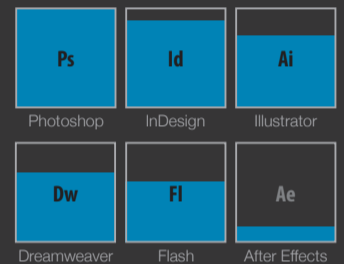 Ps Id Ai
Photoshop InDesign Illustrator
Dw Fl Ae
Dreamweaver Flash After Effects